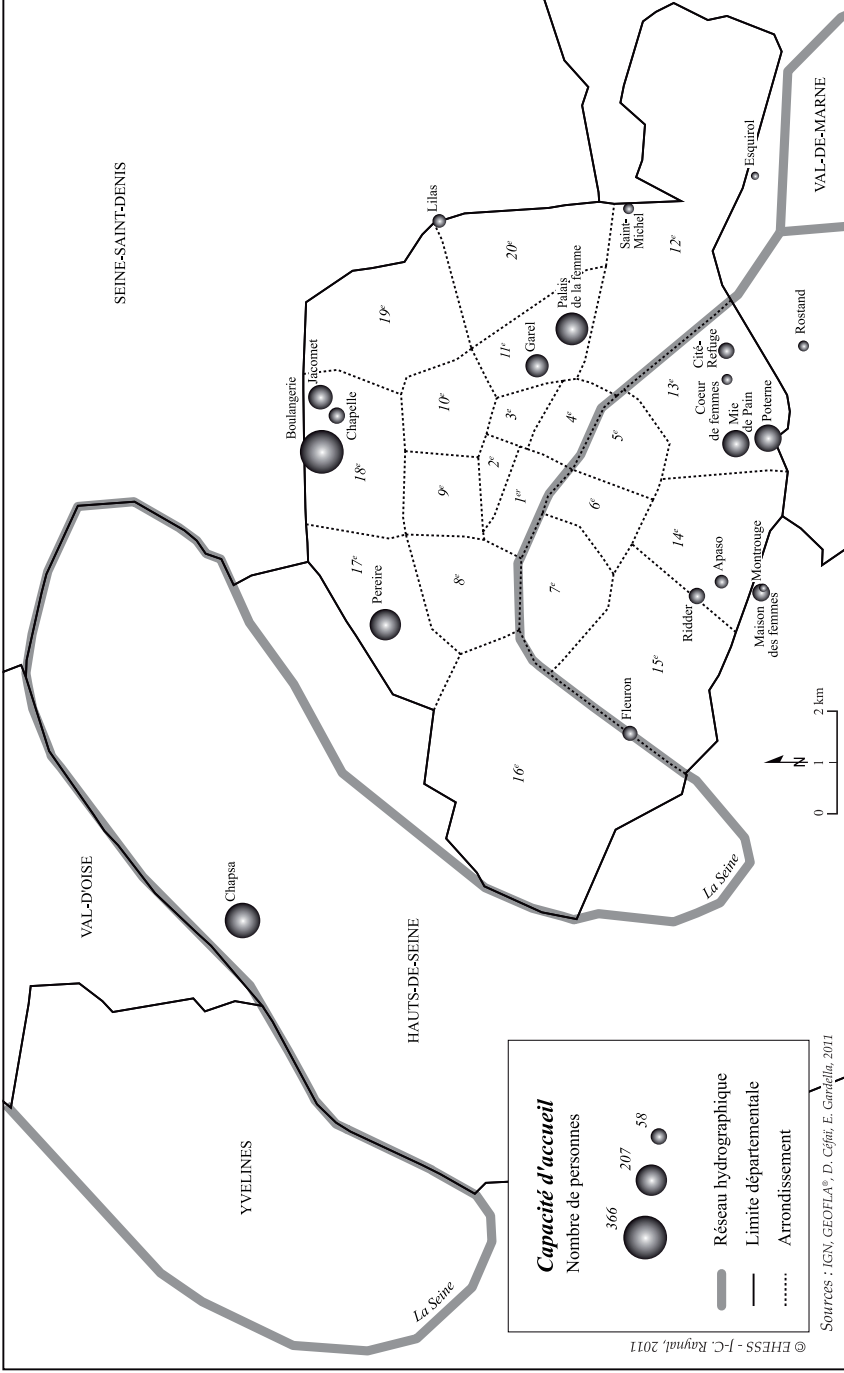 SEINE-SAINT-DENIS
VAL-D'OISE
YVELINES
HAUTS-DE-SEINE
VAL-DE-MARNE
Chapsa
La Seine
La Seine
Boulangerie
Jacomet
Chapelle
Pereire
Lilas
Garel
Palais
de la femme
Saint-
Michel
Esquirol
Rostand
Cité-
Refuge
Coeur
de femmes
Mie
de Pain
Poterne
Apaso
Ridder
Montrouge
Maison
des femmes
Fleuron
1er
2e
3e
4e
5e
6e
7e
8e
9e
10e
11e
12e
13e
14e
15e
16e
17e
18e
19e
20e
N
0 1 2 km
Capacité d'accueil
Nombre de personnes
366
207
58
Réseau hydrographique
Limite départementale
Arrondissement
Sources : IGN, GEOFLA®, D. Céfaï, E. Gardella, 2011
© EHESS - J-C. Raynal, 2011